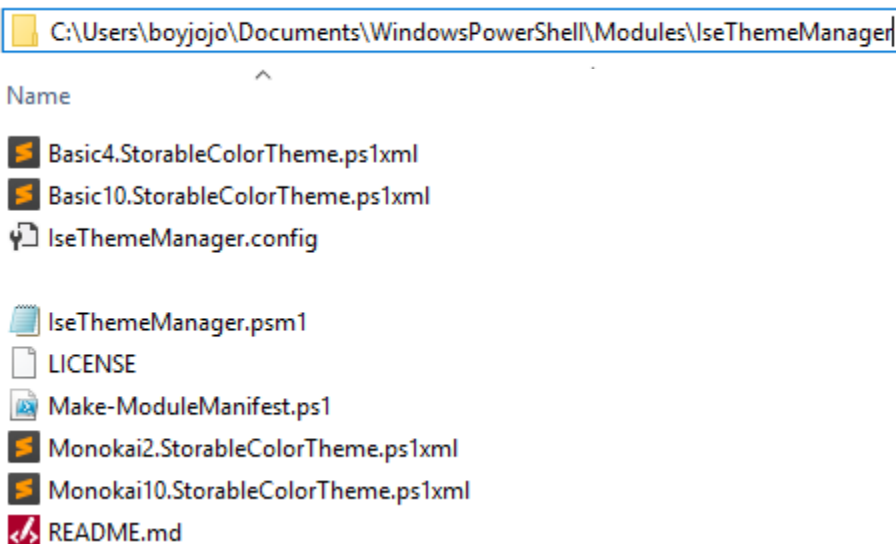 C:\Users\boyjojo\Documents\WindowsPowerShell\Modules\IseThemeManager
Name
Basic4.StorableColorTheme.ps1xml
Basic10.StorableColorTheme.ps1xml
IseThemeManager.config
IseThemeManager.psm1
LICENSE
Make-ModuleManifest.ps1
Monokai2.StorableColorTheme.ps1xml
Monokai10.StorableColorTheme.ps1xml
README.md